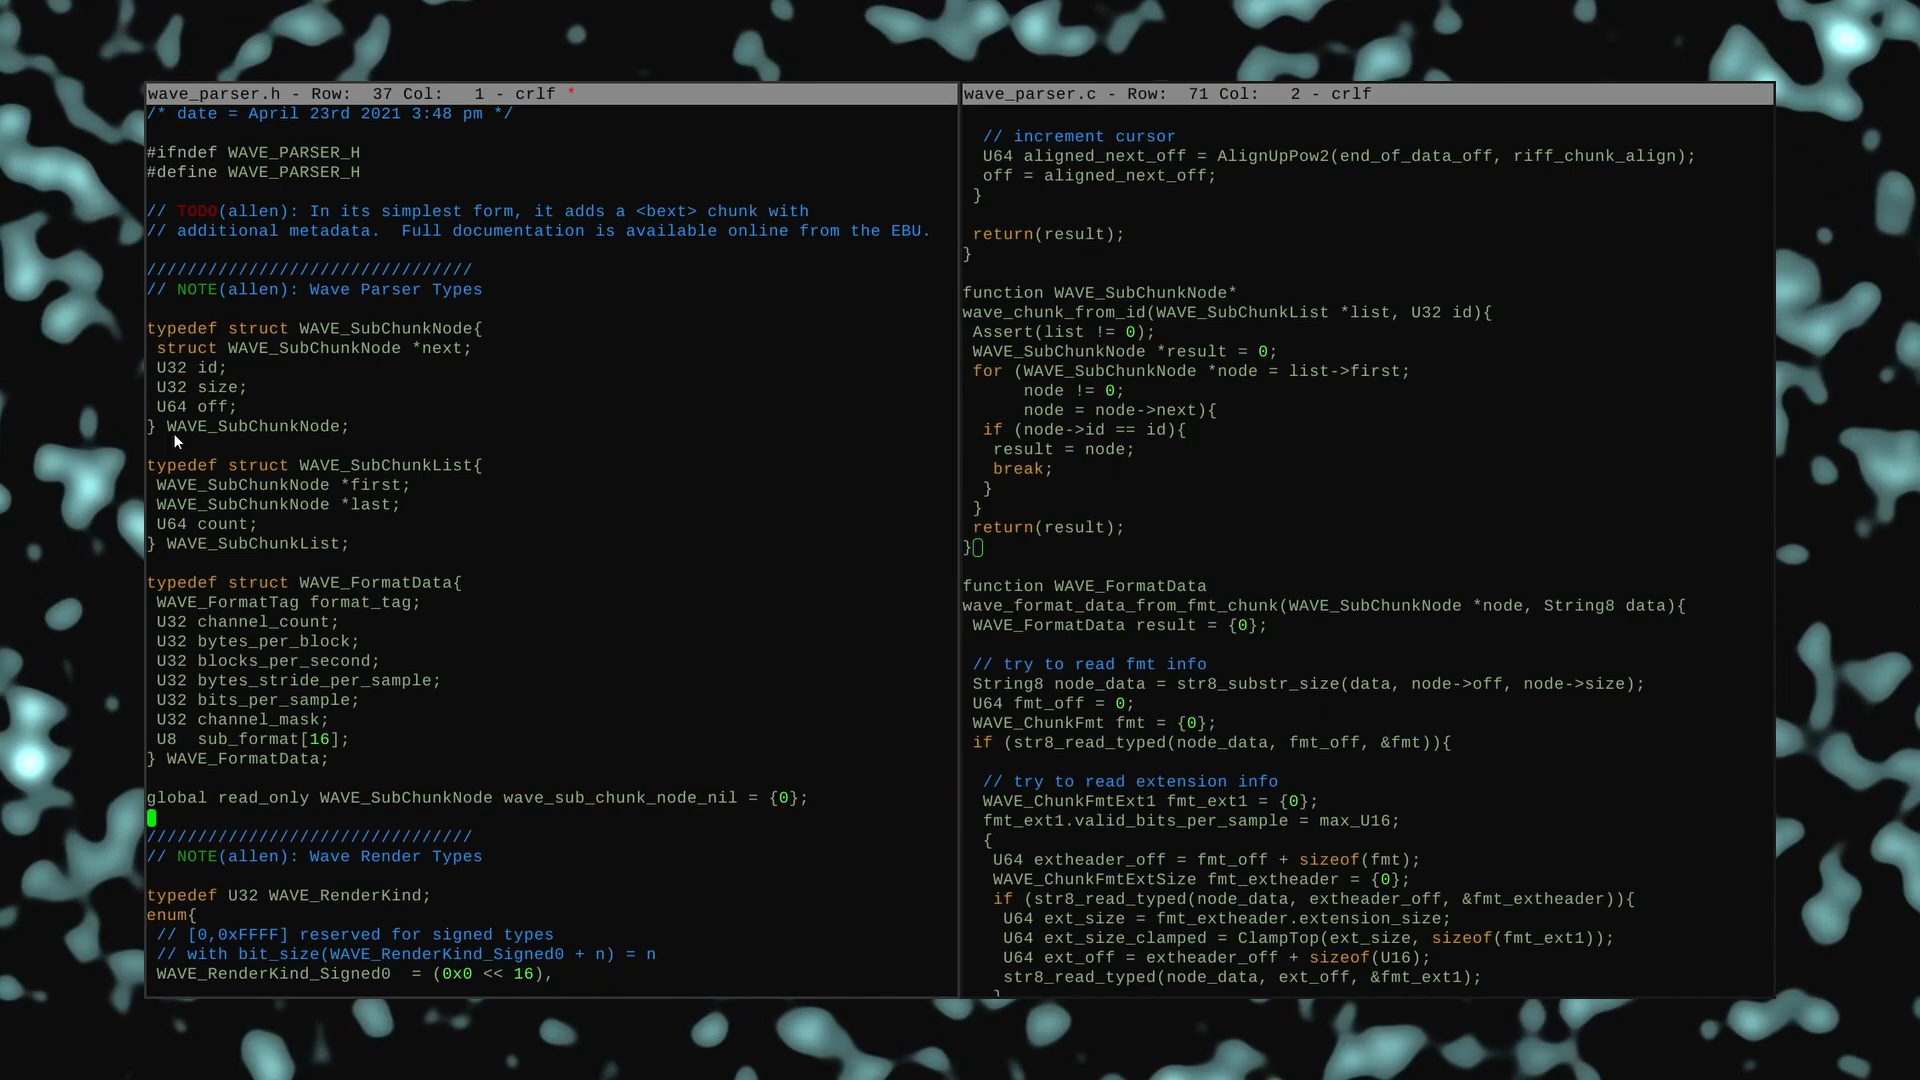 wave_parser.h - Row:  37 Col:   1 - crlf *
/* date = April 23rd 2021 3:48 pm */
#ifndef WAVE_PARSER_H
#define WAVE_PARSER_H
// TODO(allen): In its simplest form, it adds a <bext> chunk with
// additional metadata.  Full documentation is available online from the EBU.
////////////////////////////////
// NOTE(allen): Wave Parser Types
typedef struct WAVE_SubChunkNode{
 struct WAVE_SubChunkNode *next;
 U32 id;
 U32 size;
 U64 off;
} WAVE_SubChunkNode;
typedef struct WAVE_SubChunkList{
 WAVE_SubChunkNode *first;
 WAVE_SubChunkNode *last;
 U64 count;
} WAVE_SubChunkList;
typedef struct WAVE_FormatData{
 WAVE_FormatTag format_tag;
 U32 channel_count;
 U32 bytes_per_block;
 U32 blocks_per_second;
 U32 bytes_stride_per_sample;
 U32 bits_per_sample;
 U32 channel_mask;
 U8  sub_format[16];
} WAVE_FormatData;
global read_only WAVE_SubChunkNode wave_sub_chunk_node_nil = {0};
////////////////////////////////
// NOTE(allen): Wave Render Types
typedef U32 WAVE_RenderKind;
enum{
 // [0,0xFFFF] reserved for signed types
 // with bit_size(WAVE_RenderKind_Signed0 + n) = n
 WAVE_RenderKind_Signed0  = (0x0 << 16),
wave_parser.c - Row:  71 Col:   2 - crlf
  // increment cursor
  U64 aligned_next_off = AlignUpPow2(end_of_data_off, riff_chunk_align);
  off = aligned_next_off;
 }
 return(result);
}
function WAVE_SubChunkNode*
wave_chunk_from_id(WAVE_SubChunkList *list, U32 id){
 Assert(list != 0);
 WAVE_SubChunkNode *result = 0;
 for (WAVE_SubChunkNode *node = list->first;
      node != 0;
      node = node->next){
  if (node->id == id){
   result = node;
   break;
  }
 }
 return(result);
}
function WAVE_FormatData
wave_format_data_from_fmt_chunk(WAVE_SubChunkNode *node, String8 data){
 WAVE_FormatData result = {0};
 // try to read fmt info
 String8 node_data = str8_substr_size(data, node->off, node->size);
 U64 fmt_off = 0;
 WAVE_ChunkFmt fmt = {0};
 if (str8_read_typed(node_data, fmt_off, &fmt)){
  // try to read extension info
  WAVE_ChunkFmtExt1 fmt_ext1 = {0};
  fmt_ext1.valid_bits_per_sample = max_U16;
  {
   U64 extheader_off = fmt_off + sizeof(fmt);
   WAVE_ChunkFmtExtSize fmt_extheader = {0};
   if (str8_read_typed(node_data, extheader_off, &fmt_extheader)){
    U64 ext_size = fmt_extheader.extension_size;
    U64 ext_size_clamped = ClampTop(ext_size, sizeof(fmt_ext1));
    U64 ext_off = extheader_off + sizeof(U16);
    str8_read_typed(node_data, ext_off, &fmt_ext1);
   }